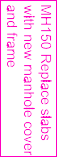 MH150 Replace slabs
with new manhole cover
and frame